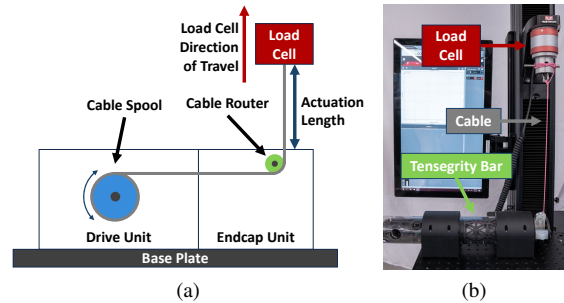 Load Cell
Direction
of Travel
Load
Cell
Actuation
Length
Cable Spool
Cable Router
Drive Unit
Endcap Unit
Base Plate
(a)
Load
Cell
Cable
Tensegrity Bar
(b)